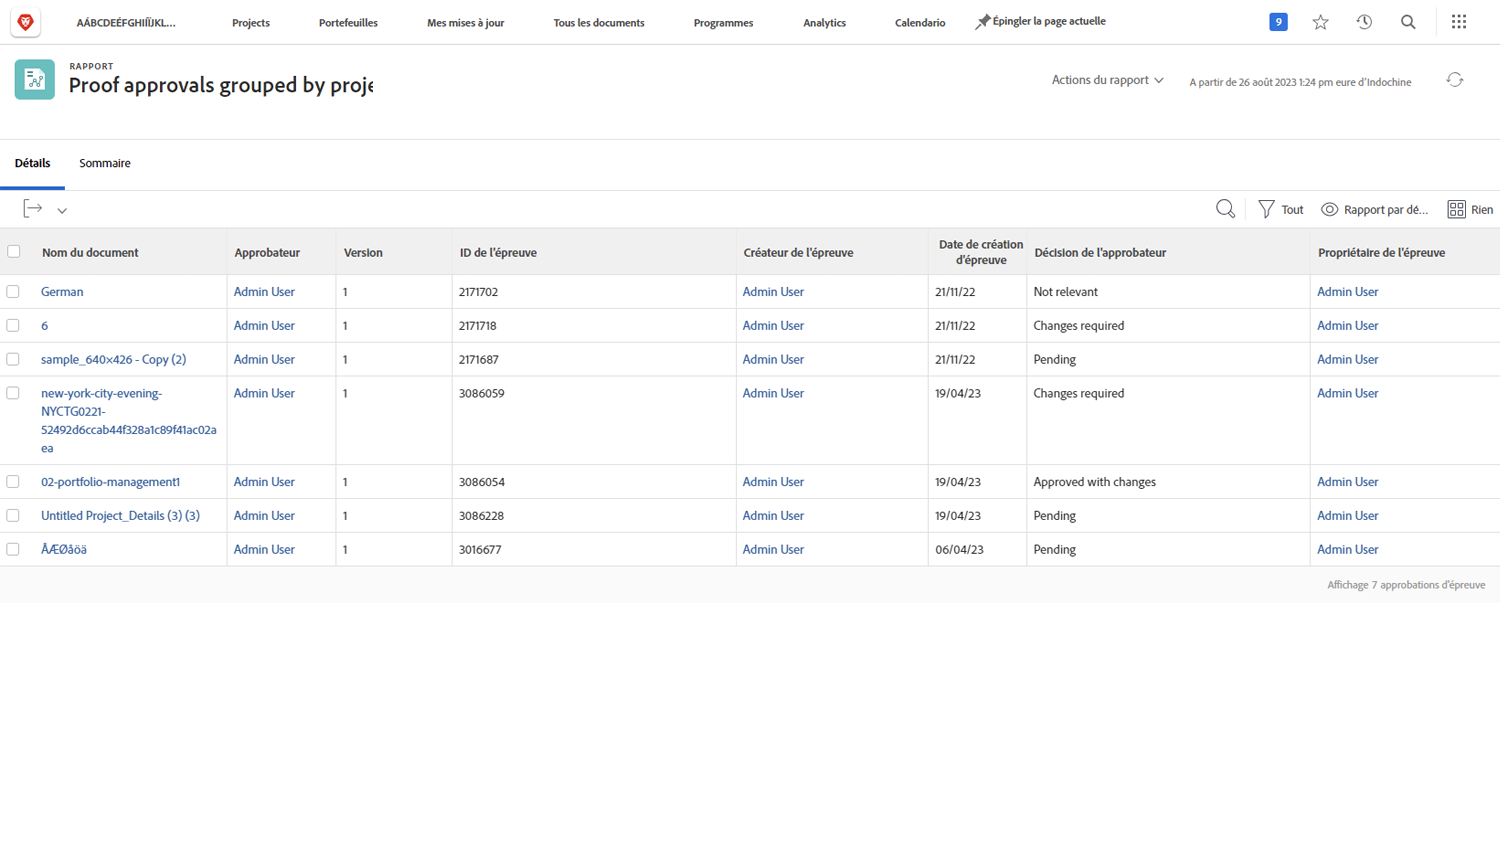 AÁBCDEÉFGHIÍÏJKL... Projects Portefeuilles Mes mises à jour Tous les documents Programmes Analytics Calendario Épingler la page actuelle 9
RAPPORT
Proof approvals grouped by proje
Actions du rapport A partir de 26 août 2023 1:24 pm eure d'Indochine
Détails Sommaire
Tout Rapport par dé... Rien
Nom du document Approbateur Version ID de l'épreuve Créateur de l'épreuve Date de création d'épreuve Décision de l'approbateur Propriétaire de l'épreuve
German Admin User 1 2171702 Admin User 21/11/22 Not relevant Admin User
6 Admin User 1 2171718 Admin User 21/11/22 Changes required Admin User
sample_640×426 - Copy (2) Admin User 1 2171687 Admin User 21/11/22 Pending Admin User
new-york-city-evening- Admin User 1 3086059 Admin User 19/04/23 Changes required Admin User
NYCTG0221-
52492d6ccab44f328a1c89f41ac02a
ea
02-portfolio-management1 Admin User 1 3086054 Admin User 19/04/23 Approved with changes Admin User
Untitled Project_Details (3) (3) Admin User 1 3086228 Admin User 19/04/23 Pending Admin User
ÅÆØåöä Admin User 1 3016677 Admin User 06/04/23 Pending Admin User
Affichage 7 approbations d'épreuve